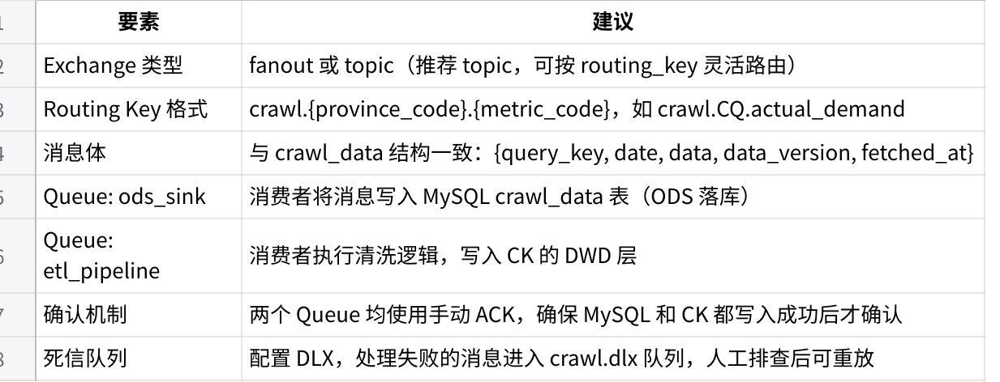 要素 建议
Exchange 类型 fanout 或 topic（推荐 topic，可按 routing_key 灵活路由）
Routing Key 格式 crawl.{province_code}.{metric_code}，如 crawl.CQ.actual_demand
消息体 与 crawl_data 结构一致：{query_key, date, data, data_version, fetched_at}
Queue: ods_sink 消费者将消息写入 MySQL crawl_data 表（ODS 落库）
Queue:
etl_pipeline 消费者执行清洗逻辑，写入 CK 的 DWD 层
确认机制 两个 Queue 均使用手动 ACK，确保 MySQL 和 CK 都写入成功后才确认
死信队列 配置 DLX，处理失败的消息进入 crawl.dlx 队列，人工排查后可重放